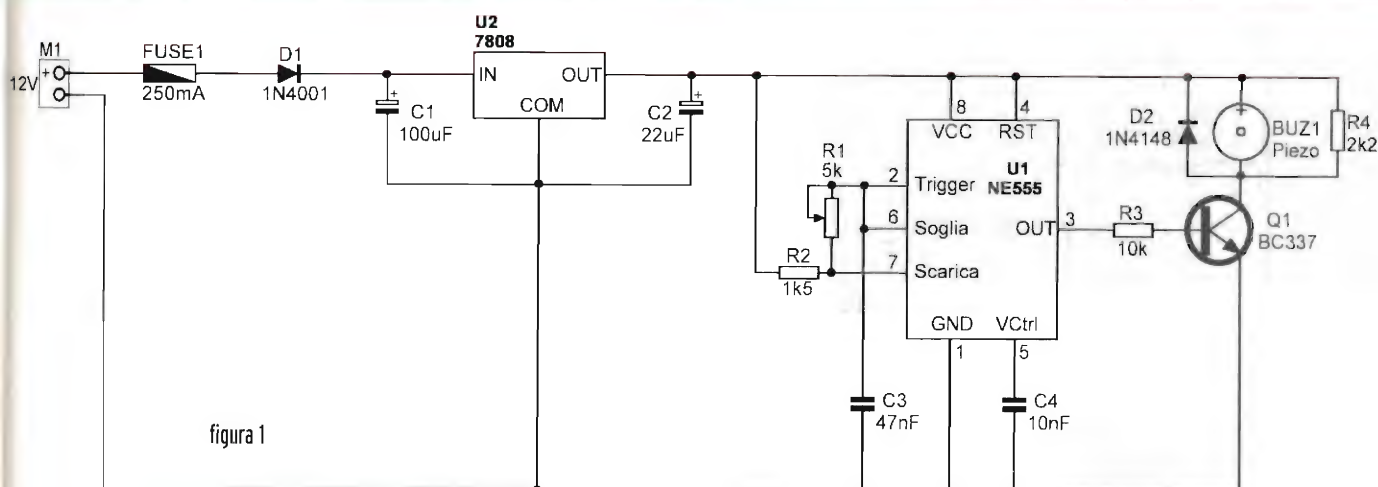 U2
7808
M1
FUSE1
D1
12V
+
IN
OUT
250mA
1N4001
COM
+
C1
100uF
+
C2
22uF
8
4
VCC
RST
D2
1N4148
+
BUZ1
Piezo
R4
2k2
R1
5k
U1
NE555
2
Trigger
6
Soglia
OUT
3
R3
10k
Q1
BC337
R2
1k5
7
Scarica
GND
VCtrl
1
5
C3
47nF
C4
10nF
figura 1